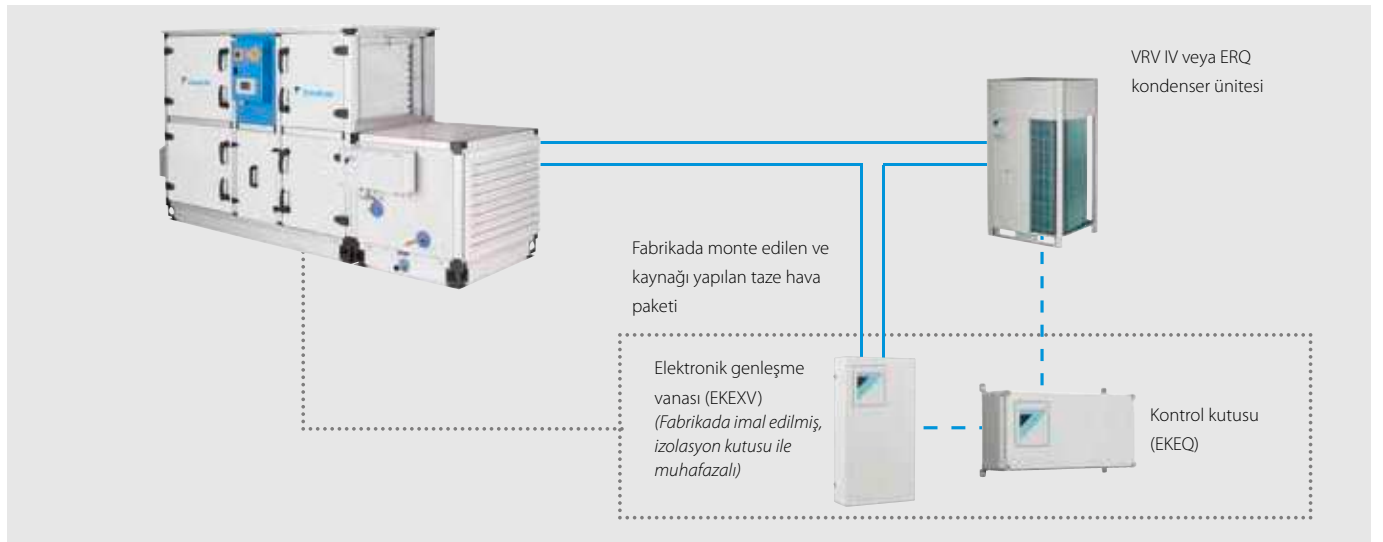 VRV IV veya ERQ
kondenser ünitesi
Fabrikada monte edilen ve
kaynağı yapılan taze hava
paketi
Elektronik genleşme
vanası (EKEXV)
(Fabrikada imal edilmiş,
izolasyon kutusu ile
muhafazalı)
Kontrol kutusu
(EKEQ)